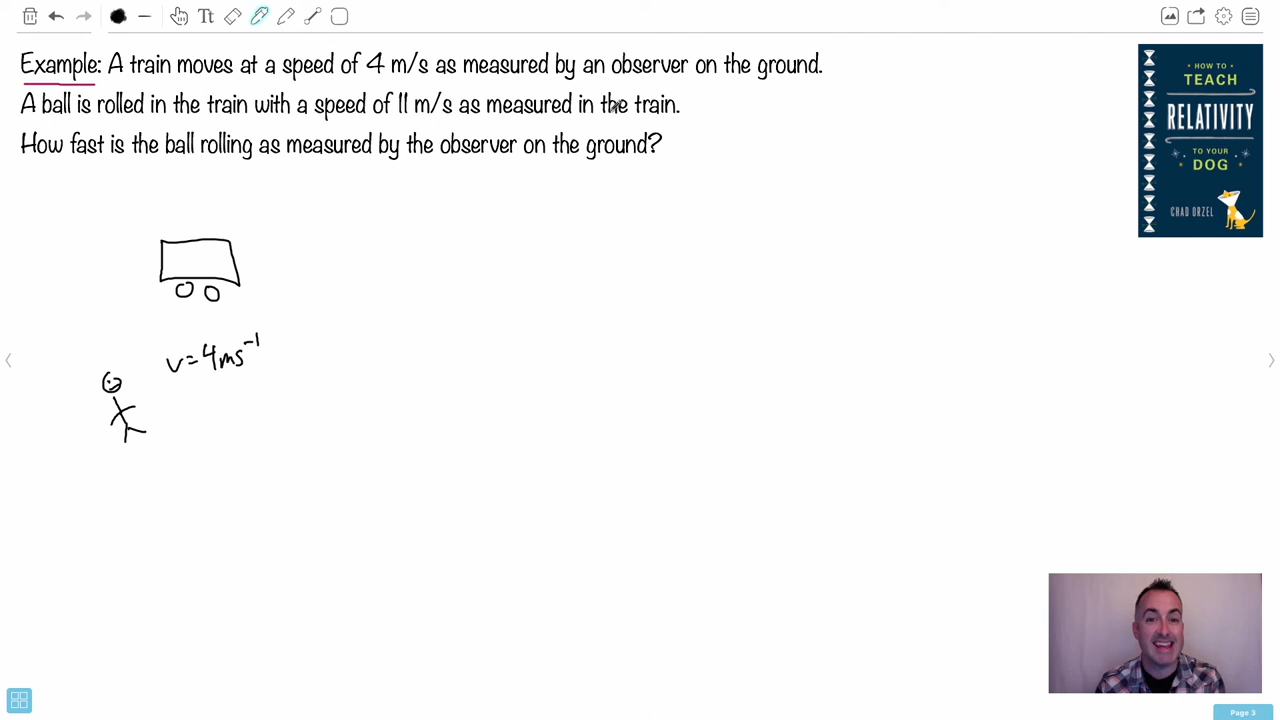 Tt
Example: A train moves at a speed of 4 m/s as measured by an observer on the ground.
A ball is rolled in the train with a speed of 11 m/s as measured in the train.
How fast is the ball rolling as measured by the observer on the ground?
HOW TO
TEACH
RELATIVITY
TO YOUR
DOG
CHAD ORZEL
v=4ms⁻¹
Page 3